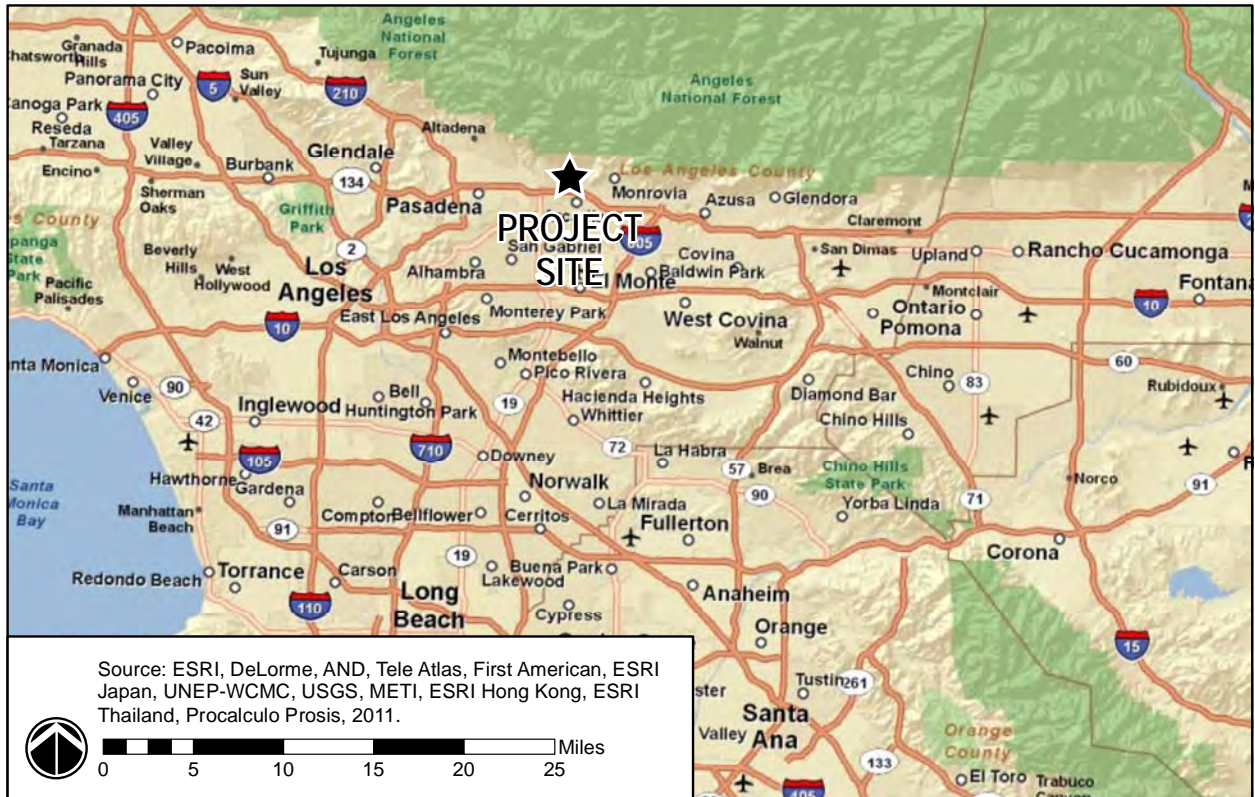 Angeles
National
Forest
Granada
Hills
Pacoima
Tujunga
Panorama City
Sun
Valley
5
210
Angeles
National Forest
405
Reseda
Tarzana
Encino
Valley
Village
Burbank
Glendale
134
Altadena
Los Angeles County
Monrovia
Azusa
Glendora
Claremont
Sherman
Oaks
Griffith
Park
Pasadena
PROJECT
SITE
San Gabriel
2
Beverly
Hills
West
Hollywood
Los
Angeles
Alhambra
Covina
Baldwin Park
San Dimas
Upland
Rancho Cucamonga
State
Park
Pacific
Palisades
Montclair
10
10
East Los Angeles
Monterey Park
West Covina
Walnut
Ontario
Pomona
Montebello
Pico Rivera
60
Venice
90
Bell
Huntington Park
Hacienda Heights
Whittier
Diamond Bar
Chino
83
Rubidoux
42
Inglewood
19
Chino Hills
105
710
Downey
72
La Habra
57
Brea
Chino Hills
State Park
Norco
Hawthorne
Gardena
Norwalk
90
71
91
Santa
Monica
Bay
Manhattan
Beach
Compton
Bellflower
Cerritos
La Mirada
Fullerton
Yorba Linda
91
Corona
19
Redondo Beach
Torrance
Carson
Lakewood
Buena Park
Anaheim
110
Long
Beach
Cypress
Orange
15
Tustin
261
Santa
Ana
Valley
Orange
County
133
El Toro
Trabuco
Source: ESRI, DeLorme, AND, Tele Atlas, First American, ESRI
Japan, UNEP-WCMC, USGS, METI, ESRI Hong Kong, ESRI
Thailand, Procalculo Prosis, 2011.
Miles
0 5 10 15 20 25